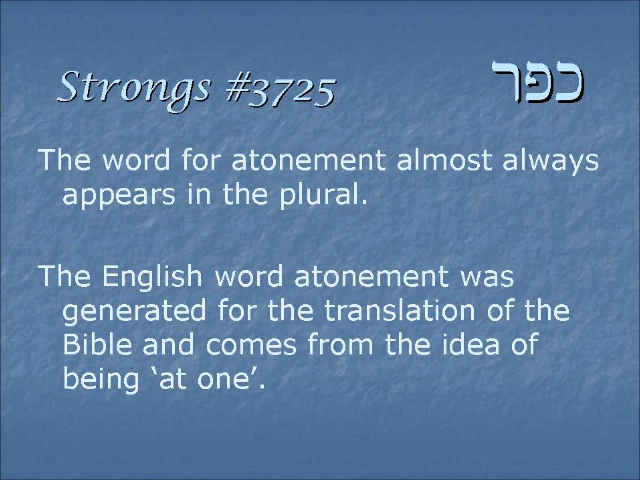 Strongs #3725 כפר
The word for atonement almost always
appears in the plural.
The English word atonement was
generated for the translation of the
Bible and comes from the idea of
being ‘at one’.